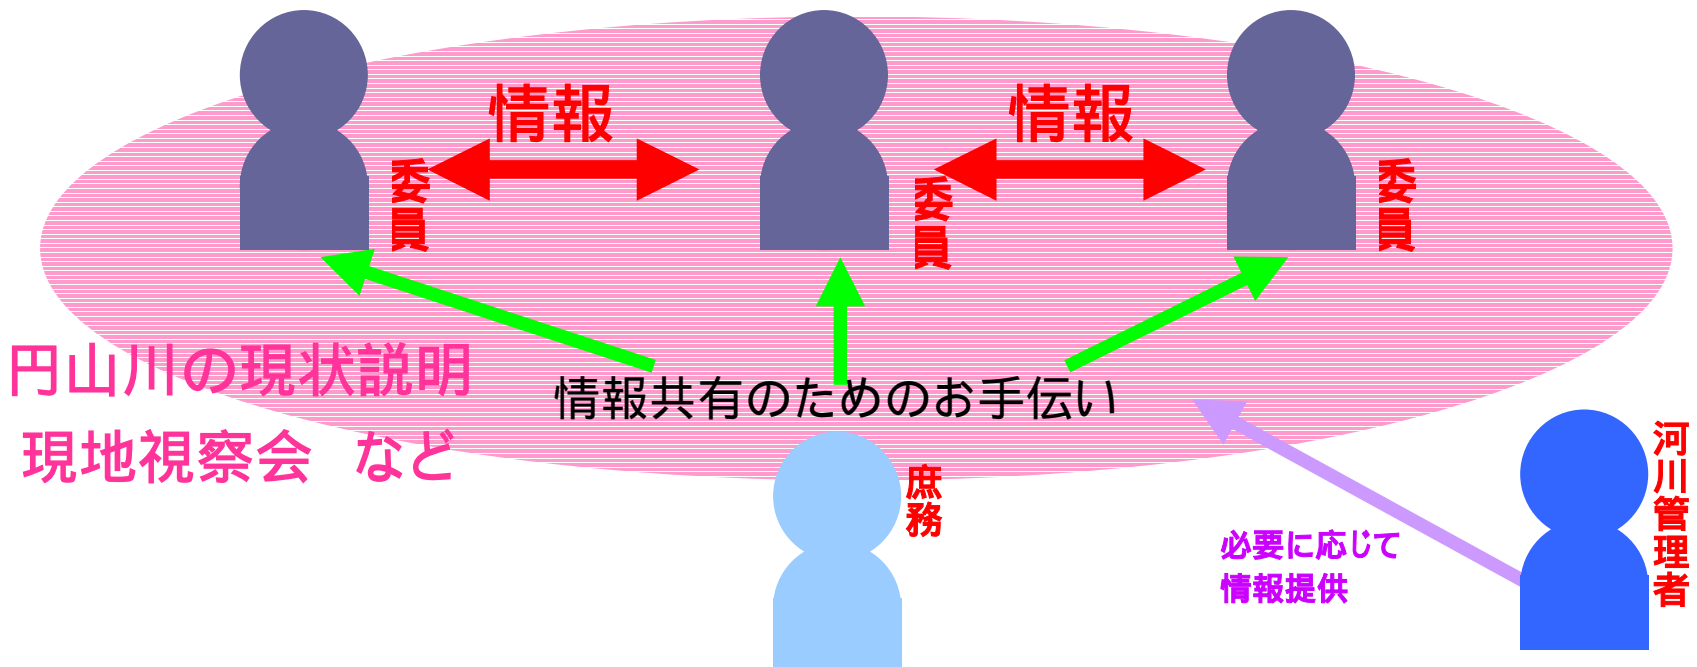 情報
情報
委員
委員
委員
円山川の現状説明
情報共有のためのお手伝い
現地視察会　など
庶務
河川管理者
必要に応じて
情報提供